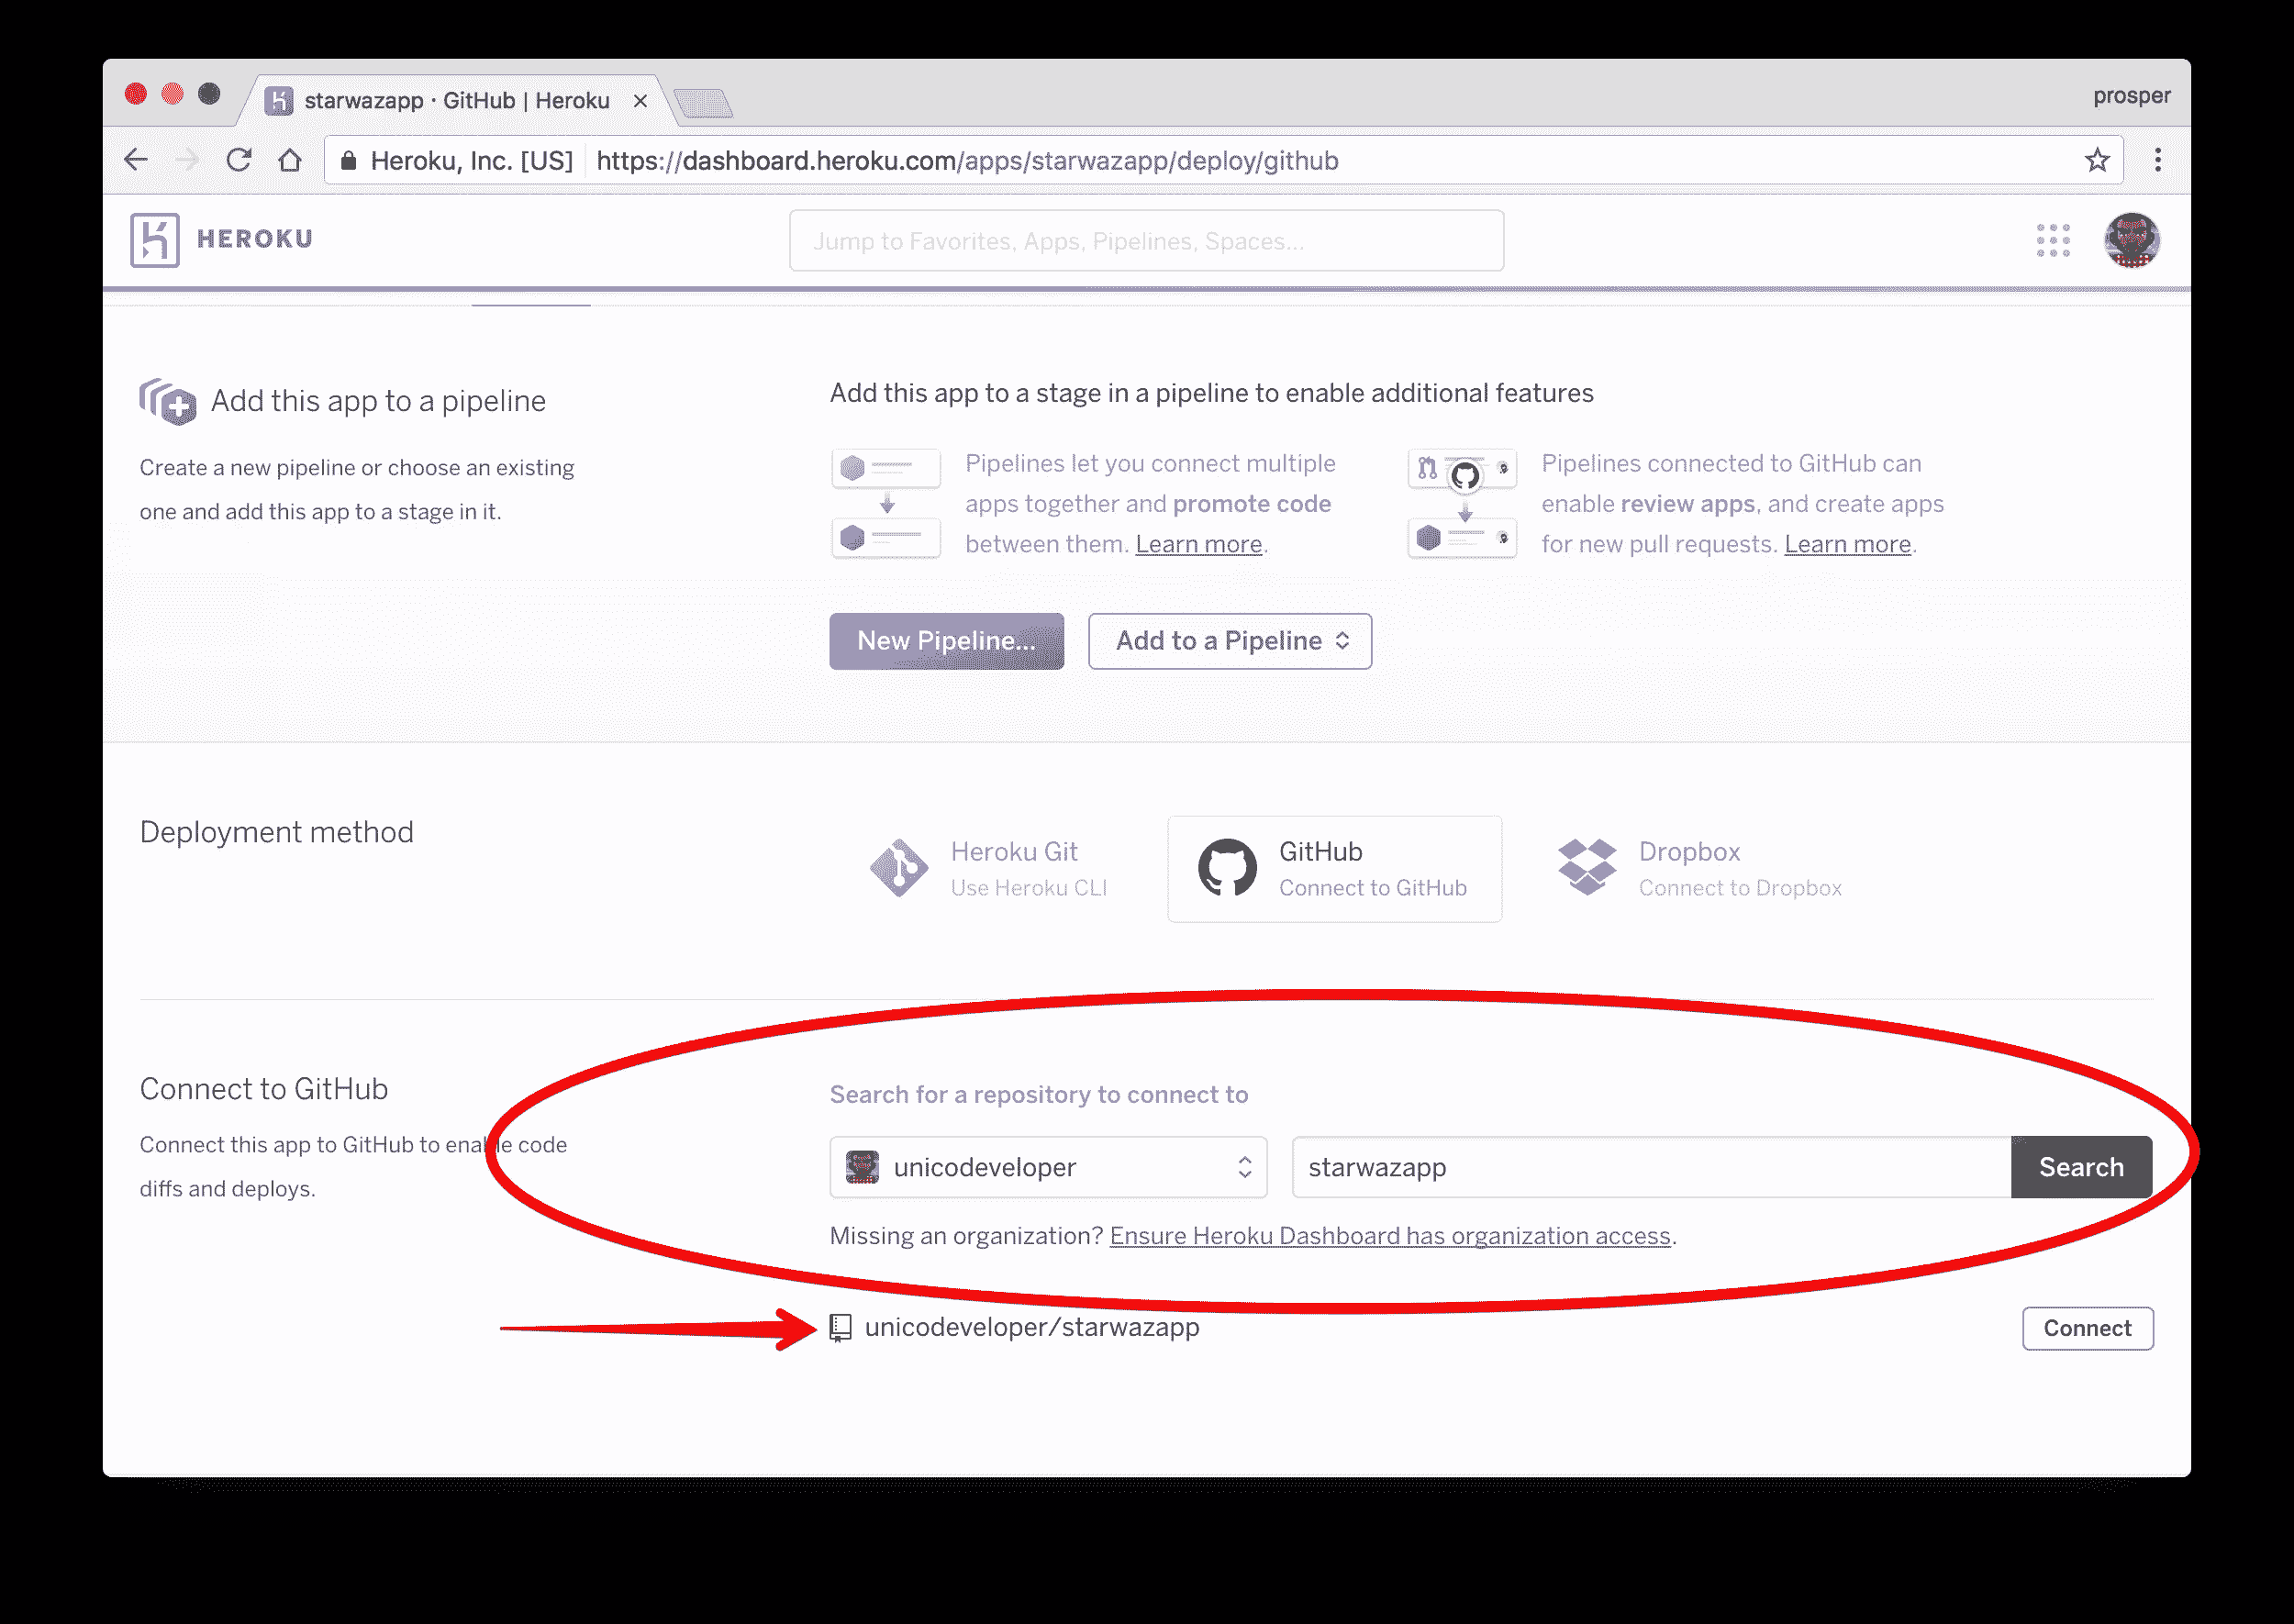 starwazapp · GitHub | Heroku
prosper
Heroku, Inc. [US] https://dashboard.heroku.com/apps/starwazapp/deploy/github
HEROKU
Jump to Favorites, Apps, Pipelines, Spaces...
Add this app to a pipeline
Create a new pipeline or choose an existing
one and add this app to a stage in it.
Add this app to a stage in a pipeline to enable additional features
Pipelines let you connect multiple
apps together and promote code
between them. Learn more.
Pipelines connected to GitHub can
enable review apps, and create apps
for new pull requests. Learn more.
New Pipeline...
Add to a Pipeline
Deployment method
Heroku Git
Use Heroku CLI
GitHub
Connect to GitHub
Dropbox
Connect to Dropbox
Connect to GitHub
Connect this app to GitHub to enable code
diffs and deploys.
Search for a repository to connect to
unicodeveloper
starwazapp
Search
Missing an organization? Ensure Heroku Dashboard has organization access.
unicodeveloper/starwazapp
Connect